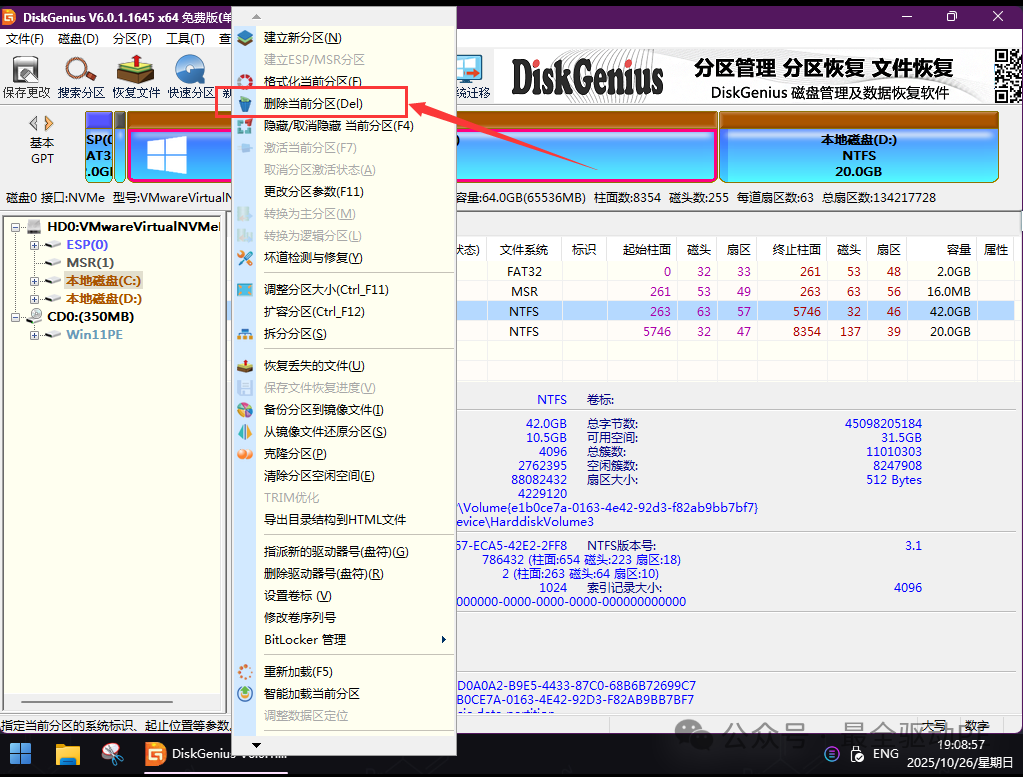 DiskGenius V6.0.1.1645 x64 免费版(单
文件(F) 磁盘(D) 分区(P) 工具(T) 查
保存更改 搜索分区 恢复文件 快速分区 新
统迁移
DiskGenius
分区管理 分区恢复 文件恢复
DiskGenius 磁盘管理及数据恢复软件
基本
GPT
SP(0
AT3
.0GI
)
本地磁盘(D:)
NTFS
20.0GB
磁盘0 接口:NVMe 型号:VMwareVirtualN
容量:64.0GB(65536MB) 柱面数:8354 磁头数:255 每道扇区数:63 总扇区数:134217728
HD0:VMwareVirtualNVMe
ESP(0)
MSR(1)
本地磁盘(C:)
本地磁盘(D:)
CD0:(350MB)
Win11PE
建立新分区(N)
建立ESP/MSR分区
格式化当前分区(F)
删除当前分区(Del)
隐藏/取消隐藏 当前分区(F4)
激活当前分区(F7)
取消分区激活状态(A)
更改分区参数(F11)
转换为主分区(M)
转换为逻辑分区(L)
坏道检测与修复(Y)
调整分区大小(Ctrl_F11)
扩容分区(Ctrl_F12)
拆分分区(S)
恢复丢失的文件(U)
保存文件恢复进度(V)
备份分区到镜像文件(I)
从镜像文件还原分区(S)
克隆分区(P)
清除分区空闲空间(E)
TRIM优化
导出目录结构到HTML文件
指派新的驱动器号(盘符)(G)
删除驱动器号(盘符)(R)
设置卷标 (V)
修改卷序列号
BitLocker 管理
重新加载(F5)
智能加载当前分区
调整数据区定位
状态) 文件系统 标识 起始柱面 磁头 扇区 终止柱面 磁头 扇区 容量 属性
FAT32 0 32 33 261 53 48 2.0GB
MSR 261 53 49 263 63 56 16.0MB
NTFS 263 63 57 5746 32 46 42.0GB
NTFS 5746 32 47 8354 137 39 20.0GB
NTFS 卷标:
42.0GB 总字节数: 45098205184
10.5GB 可用空间: 31.5GB
4096 总簇数: 11010303
2762395 空闲簇数: 8247908
88082432 扇区大小: 512 Bytes
4229120
\Volume{e1b0ce7a-0163-4e42-92d3-f82ab9bb7bf7}
evice\HarddiskVolume3
57-ECA5-42E2-2FF8 NTFS版本号: 3.1
786432 (柱面:654 磁头:223 扇区:18)
2 (柱面:263 磁头:64 扇区:10)
1024 索引记录大小: 4096
000000-0000-0000-0000-000000000000
D0A0A2-B9E5-4433-87C0-68B6B72699C7
B0CE7A-0163-4E42-92D3-F82AB9BB7BF7
指定当前分区的系统标识、起止位置等参数
大写 数字
公众号 · 最全驱动PE
DiskGenius V6.0.1.1
ENG
19:08:57
2025/10/26/星期日